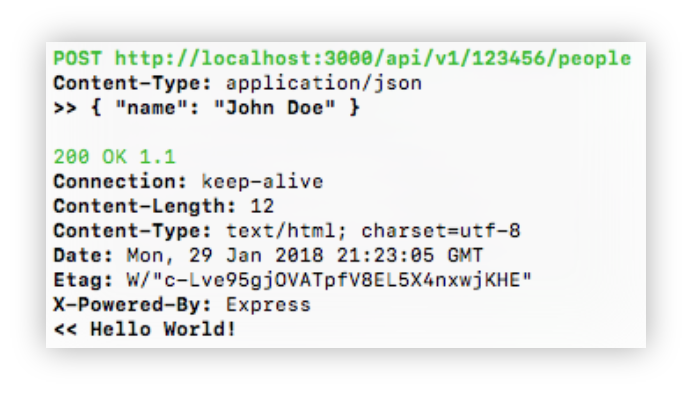 POST http://localhost:3000/api/v1/123456/people
Content-Type: application/json
>> { "name": "John Doe" }
200 OK 1.1
Connection: keep-alive
Content-Length: 12
Content-Type: text/html; charset=utf-8
Date: Mon, 29 Jan 2018 21:23:05 GMT
Etag: W/"c-Lve95gjOVATpfV8EL5X4nxwjKHE"
X-Powered-By: Express
<< Hello World!